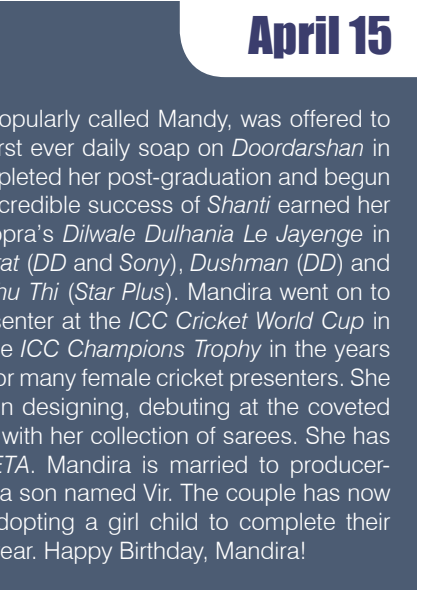 April 15
opularly called Mandy, was offered to
rst ever daily soap on Doordarshan in
pleted her post-graduation and begun
credible success of Shanti earned her
opra's Dilwale Dulhania Le Jayenge in
at (DD and Sony), Dushman (DD) and
hu Thi (Star Plus). Mandira went on to
senter at the ICC Cricket World Cup in
e ICC Champions Trophy in the years
or many female cricket presenters. She
n designing, debuting at the coveted
with her collection of sarees. She has
ETA. Mandira is married to producer-
a son named Vir. The couple has now
dopting a girl child to complete their
ear. Happy Birthday, Mandira!